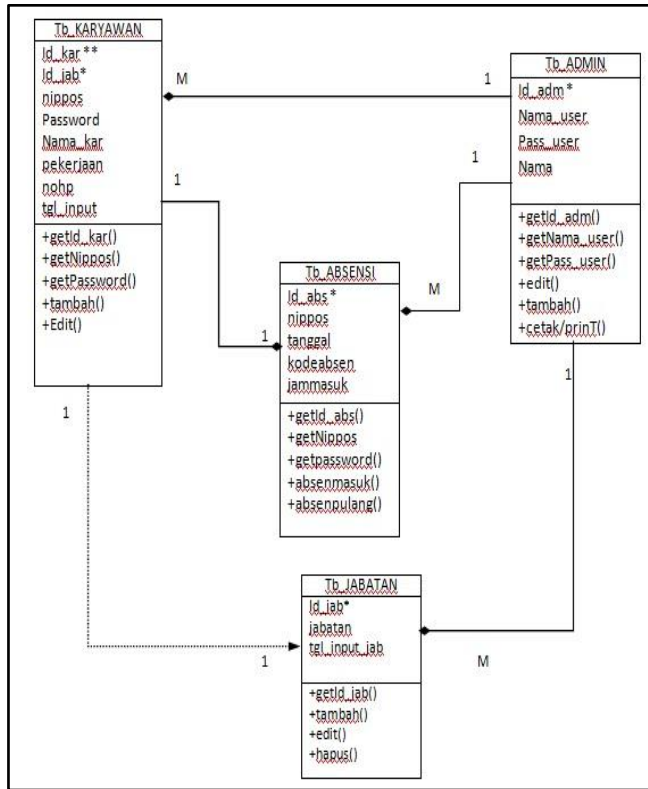 Tb_KARYAWAN
Id_kar **
Id_jab*
nippos
Password
Nama_kar
pekerjaan
nohp
tgl_input
+getId_kar()
+getNippos()
+getPassword()
+tambah()
+Edit()
M
1
Tb_ADMIN
Id_adm *
Nama_user
Pass_user
Nama
+getId_adm()
+getNama_user()
+getPass_user()
+edit()
+tambah()
+cetak/prinT()
1
1
M
1
1
Tb_ABSENSI
Id_abs *
nippos
tanggal
kodeabsen
jammasuk
+getId_abs()
+getNippos
+getpassword()
+absenmasuk()
+absenpulang()
1
1
M
Tb_JABATAN
Id_jab*
jabatan
tgl_input_jab
+getId_jab()
+tambah()
+edit()
+hapus()